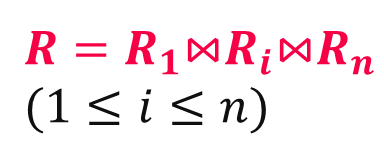 R = R₁⋈Rᵢ⋈Rₙ
(1 ≤ i ≤ n)